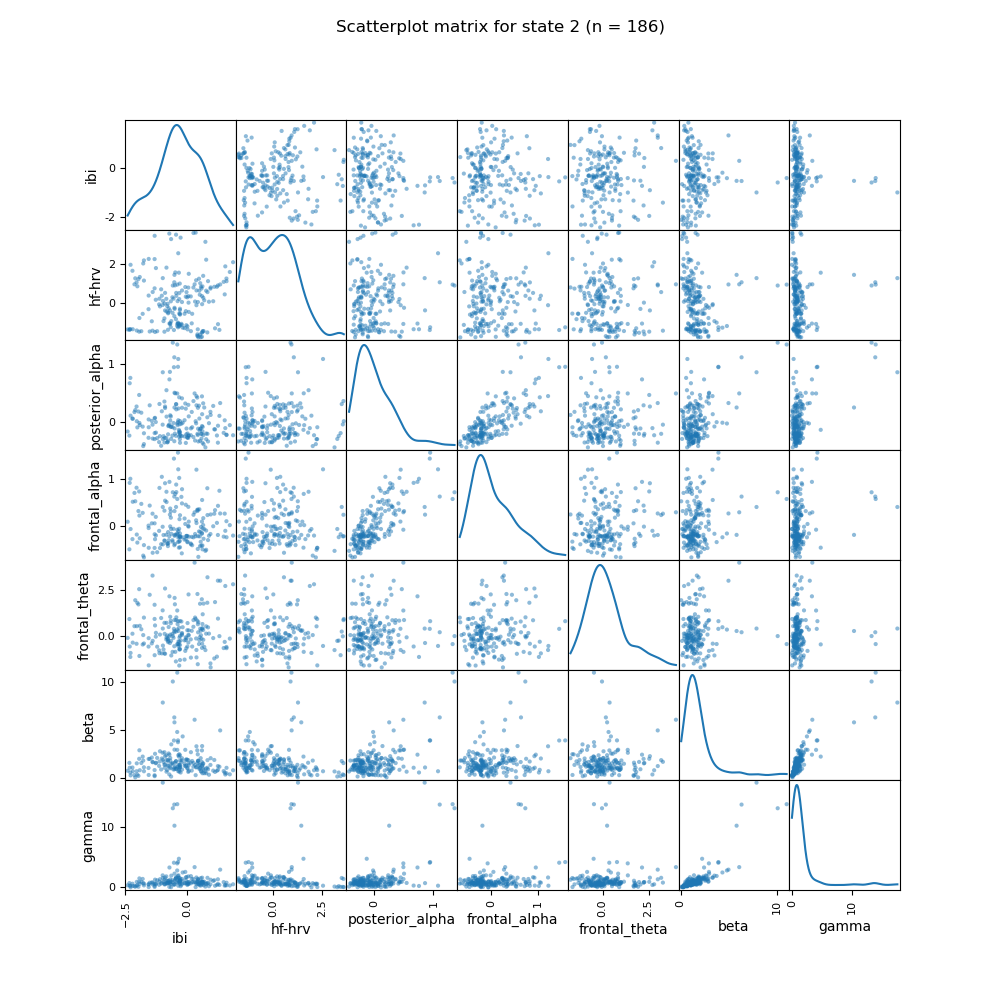 Scatterplot matrix for state 2 (n = 186)
ibi
0
-2
hf-hrv
2
0
posterior_alpha
1
0
frontal_alpha
1
0
frontal_theta
2.5
0.0
beta
10
5
0
gamma
10
0
−2.5
0.0
0.0
2.5
0
1
0
1
0.0
2.5
0
10
0
10
ibi
hf-hrv
posterior_alpha
frontal_alpha
frontal_theta
beta
gamma